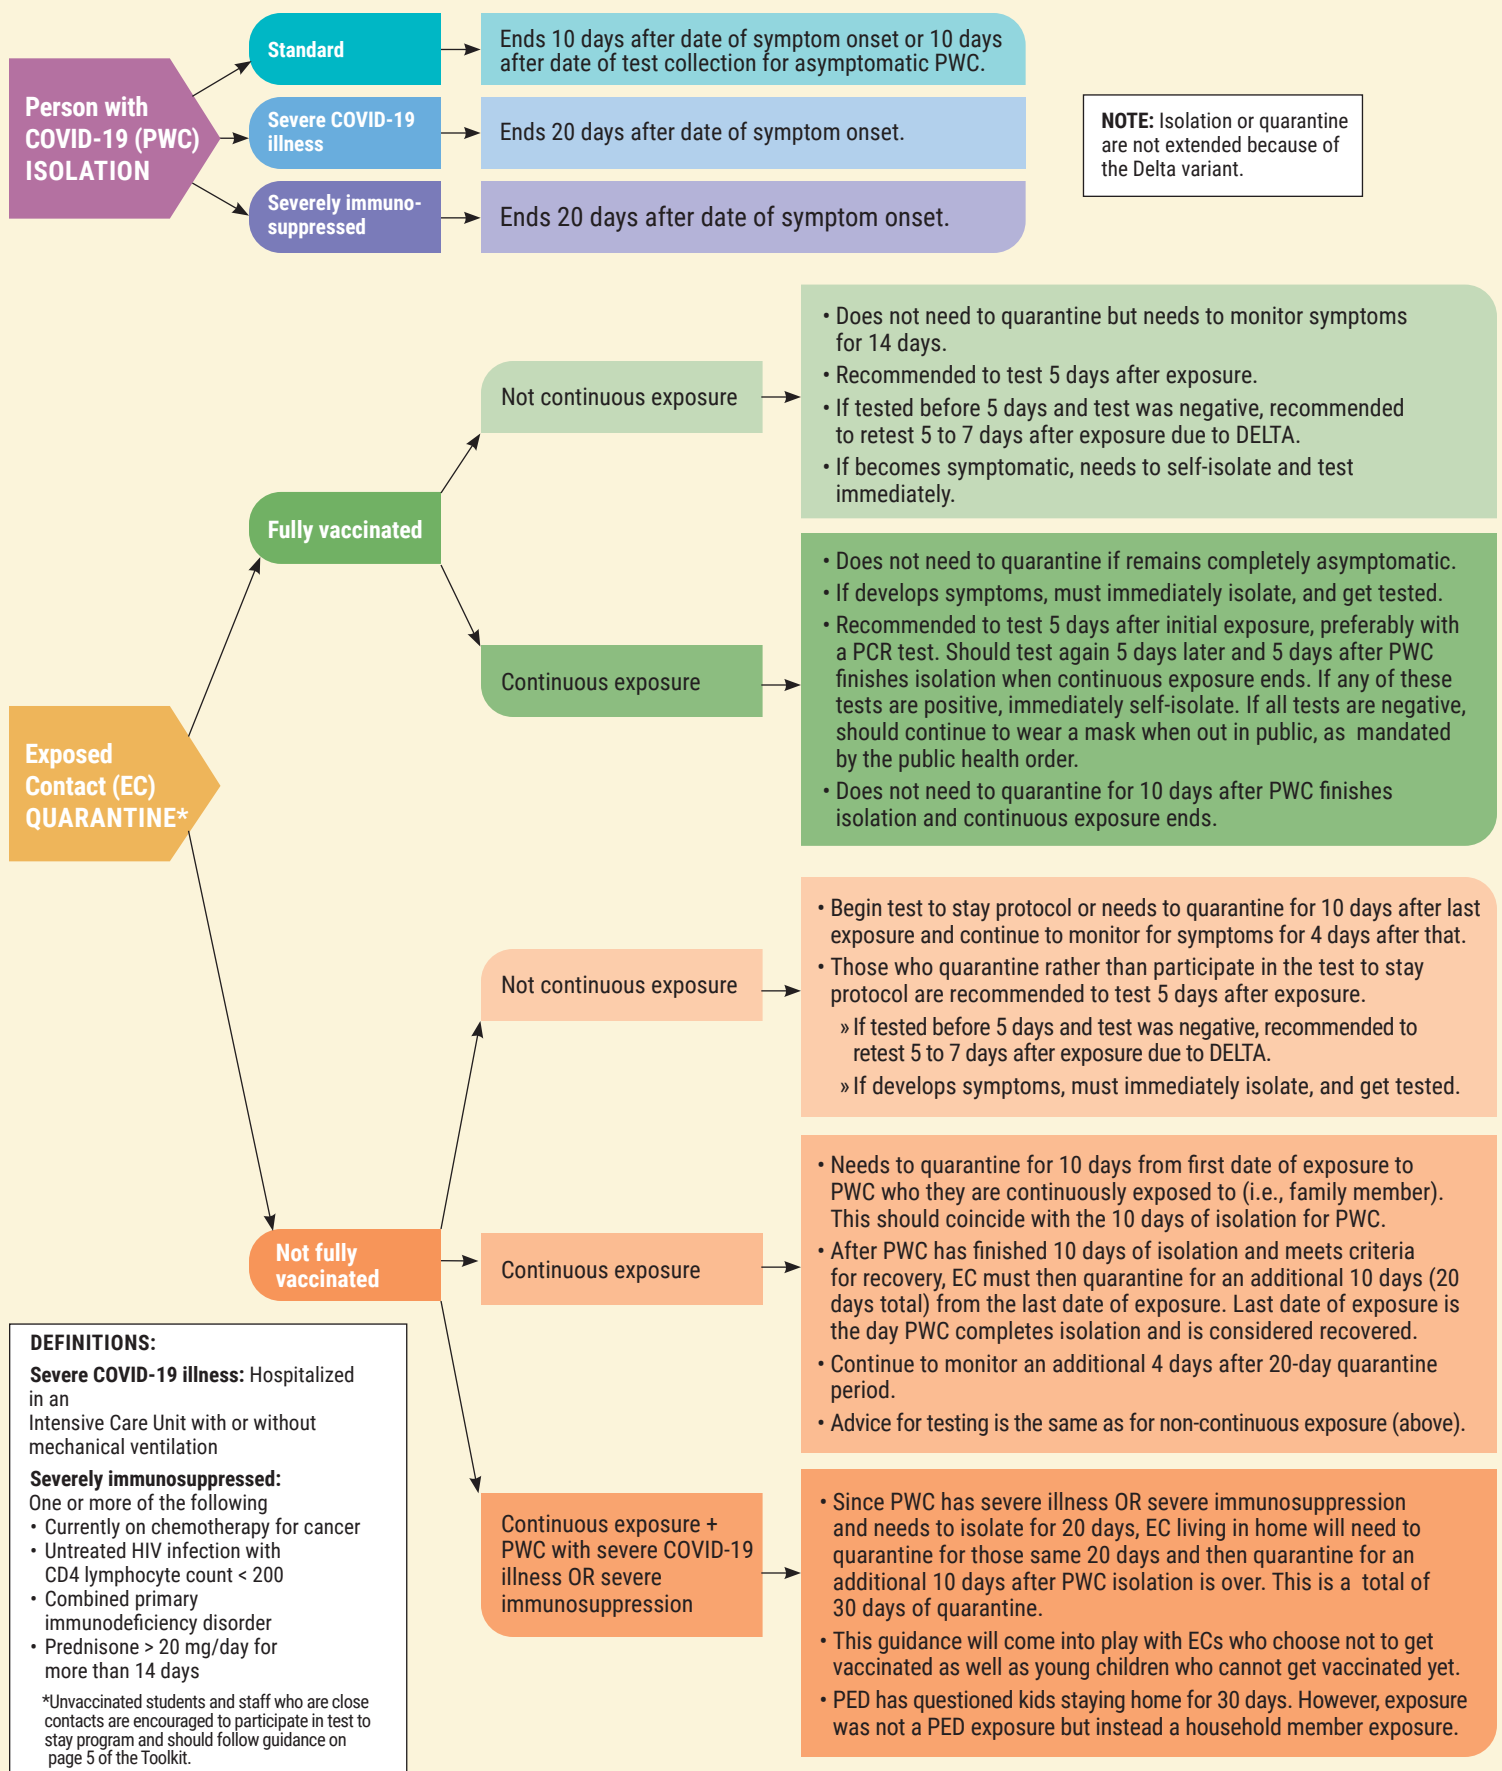 Person with
COVID-19 (PWC)
ISOLATION
Standard
Ends 10 days after date of symptom onset or 10 days
after date of test collection for asymptomatic PWC.
Severe COVID-19
illness
Ends 20 days after date of symptom onset.
Severely immuno-
suppressed
Ends 20 days after date of symptom onset.
NOTE: Isolation or quarantine
are not extended because of
the Delta variant.
Exposed
Contact (EC)
QUARANTINE*
Fully vaccinated
Not continuous exposure
• Does not need to quarantine but needs to monitor symptoms
for 14 days.
• Recommended to test 5 days after exposure.
• If tested before 5 days and test was negative, recommended
to retest 5 to 7 days after exposure due to DELTA.
• If becomes symptomatic, needs to self-isolate and test
immediately.
Continuous exposure
• Does not need to quarantine if remains completely asymptomatic.
• If develops symptoms, must immediately isolate, and get tested.
• Recommended to test 5 days after initial exposure, preferably with
a PCR test. Should test again 5 days later and 5 days after PWC
finishes isolation when continuous exposure ends. If any of these
tests are positive, immediately self-isolate. If all tests are negative,
should continue to wear a mask when out in public, as mandated
by the public health order.
• Does not need to quarantine for 10 days after PWC finishes
isolation and continuous exposure ends.
Not fully
vaccinated
Not continuous exposure
• Begin test to stay protocol or needs to quarantine for 10 days after last
exposure and continue to monitor for symptoms for 4 days after that.
• Those who quarantine rather than participate in the test to stay
protocol are recommended to test 5 days after exposure.
» If tested before 5 days and test was negative, recommended to
retest 5 to 7 days after exposure due to DELTA.
» If develops symptoms, must immediately isolate, and get tested.
Continuous exposure
• Needs to quarantine for 10 days from first date of exposure to
PWC who they are continuously exposed to (i.e., family member).
This should coincide with the 10 days of isolation for PWC.
• After PWC has finished 10 days of isolation and meets criteria
for recovery, EC must then quarantine for an additional 10 days (20
days total) from the last date of exposure. Last date of exposure is
the day PWC completes isolation and is considered recovered.
• Continue to monitor an additional 4 days after 20-day quarantine
period.
• Advice for testing is the same as for non-continuous exposure (above).
Continuous exposure +
PWC with severe COVID-19
illness OR severe
immunosuppression
• Since PWC has severe illness OR severe immunosuppression
and needs to isolate for 20 days, EC living in home will need to
quarantine for those same 20 days and then quarantine for an
additional 10 days after PWC isolation is over. This is a total of
30 days of quarantine.
• This guidance will come into play with ECs who choose not to get
vaccinated as well as young children who cannot get vaccinated yet.
• PED has questioned kids staying home for 30 days. However, exposure
was not a PED exposure but instead a household member exposure.
DEFINITIONS:
Severe COVID-19 illness: Hospitalized
in an
Intensive Care Unit with or without
mechanical ventilation
Severely immunosuppressed:
One or more of the following
• Currently on chemotherapy for cancer
• Untreated HIV infection with
CD4 lymphocyte count < 200
• Combined primary
immunodeficiency disorder
• Prednisone > 20 mg/day for
more than 14 days
*Unvaccinated students and staff who are close
contacts are encouraged to participate in test to
stay program and should follow guidance on
page 5 of the Toolkit.